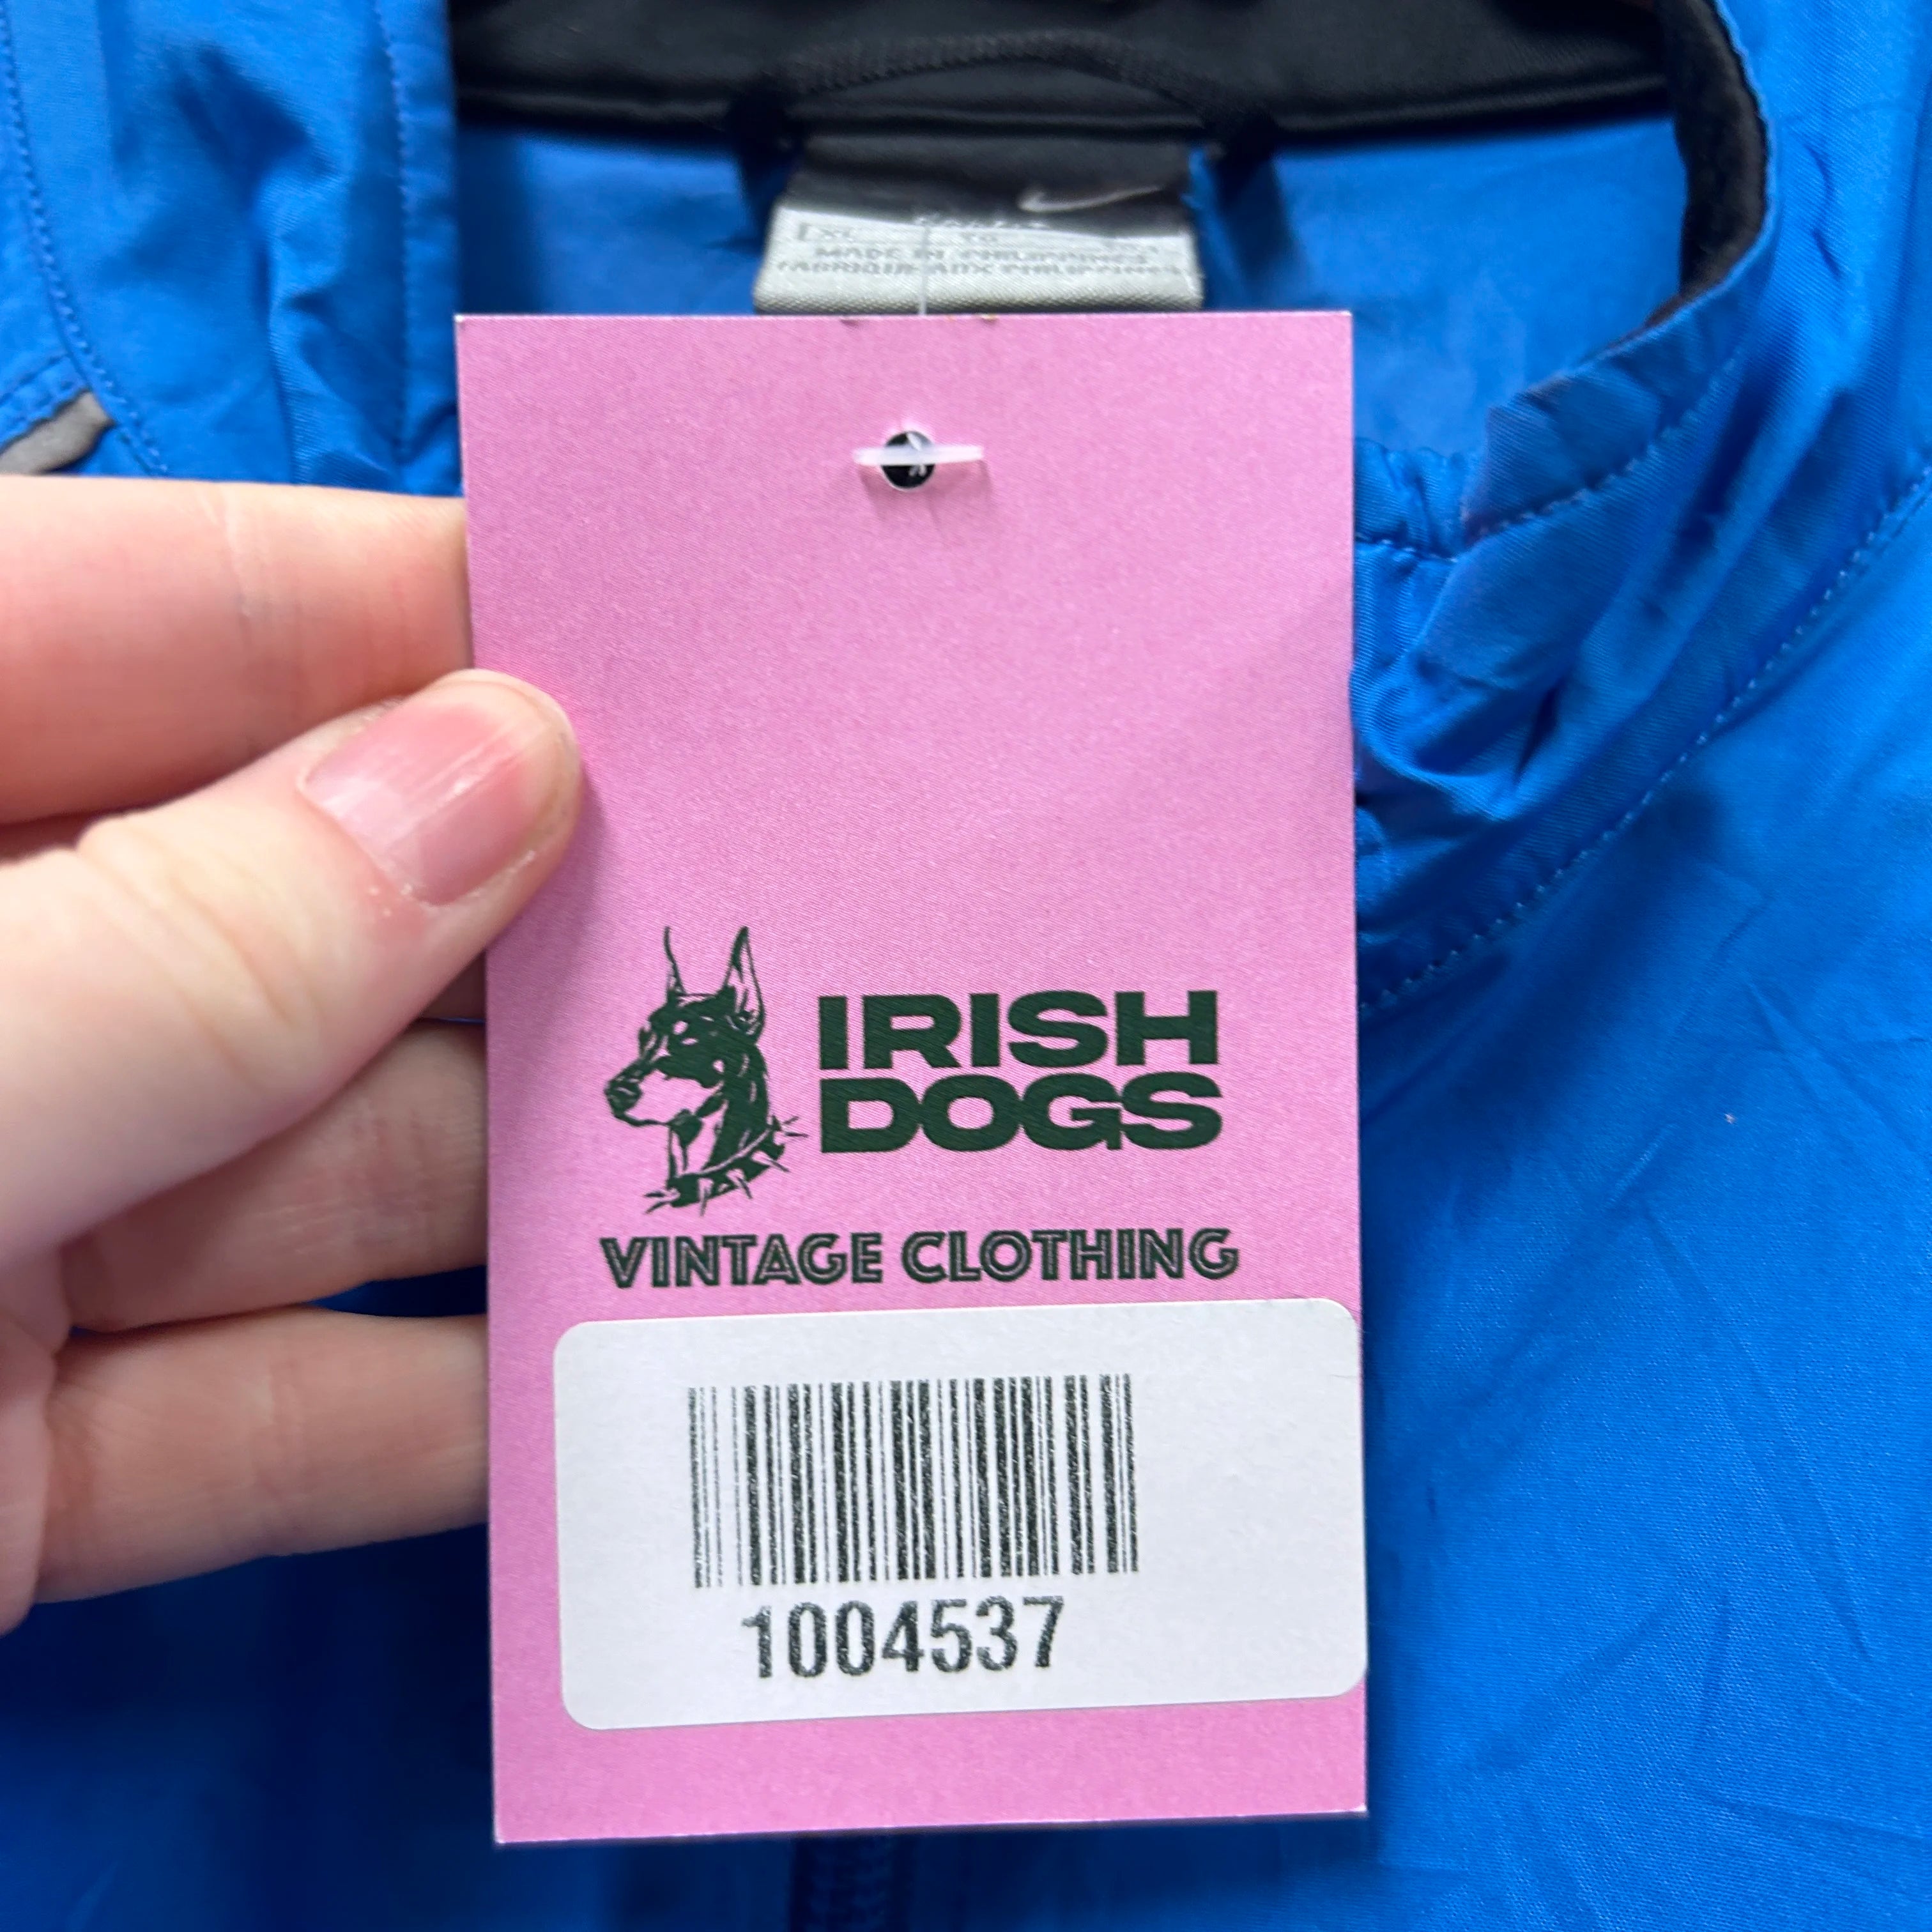 MADE IN PHILIPPINES
IRISH
DOGS
VINTAGE CLOTHING
1004537